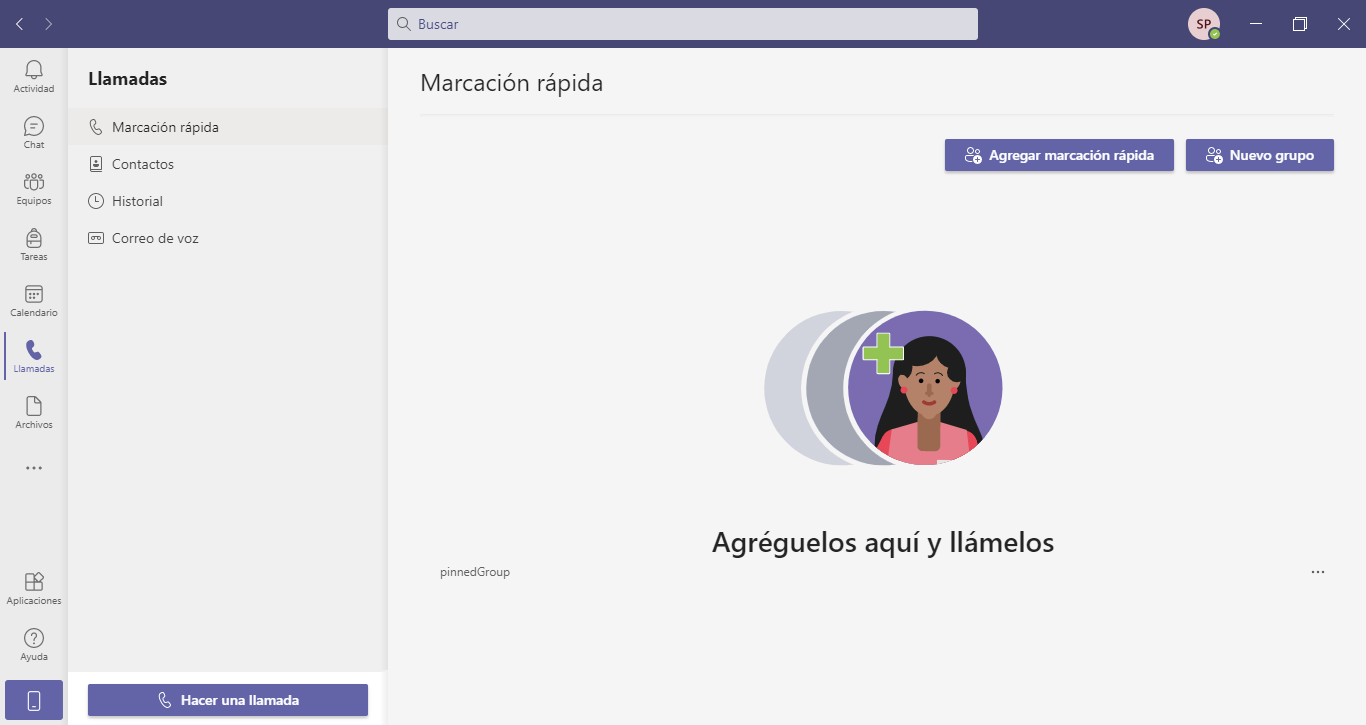 Buscar
SP
Actividad
Chat
Equipos
Tareas
Calendario
Llamadas
Archivos
Aplicaciones
Ayuda
Llamadas
Marcación rápida
Contactos
Historial
Correo de voz
Hacer una llamada
Marcación rápida
Agregar marcación rápida
Nuevo grupo
Agréguelos aquí y llámelos
pinnedGroup